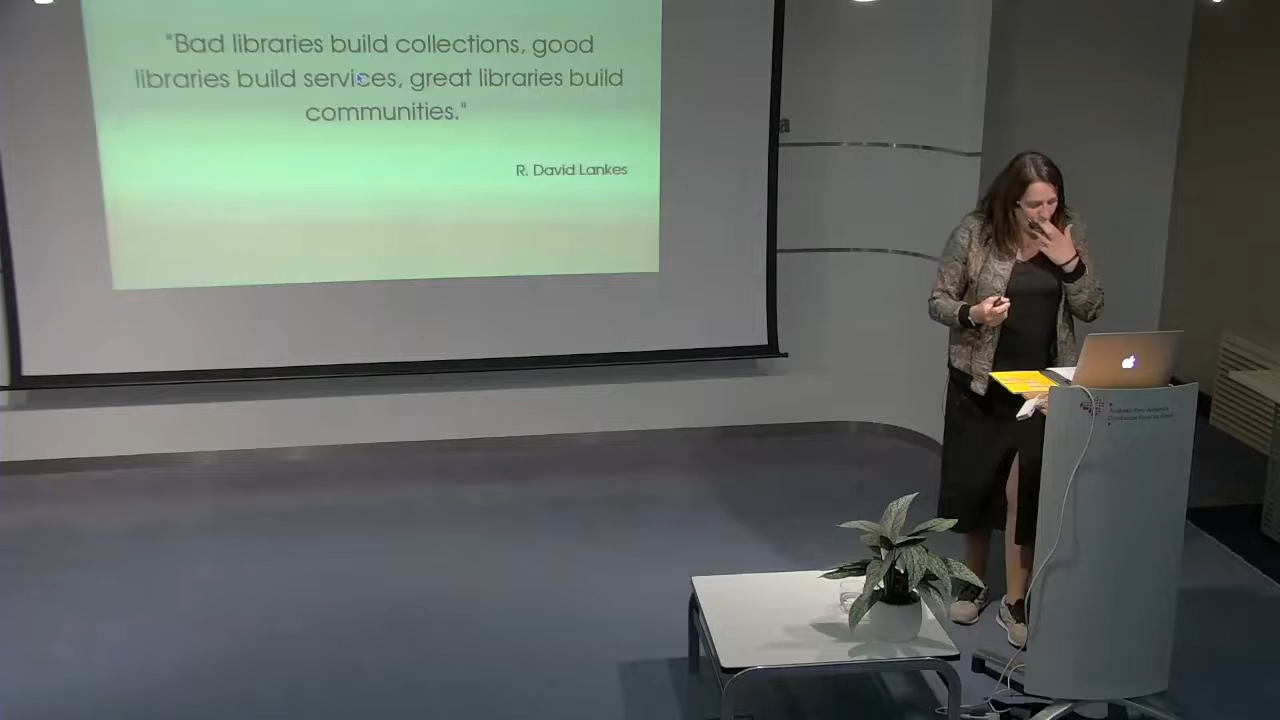 "Bad libraries build collections, good
libraries build services, great libraries build
communities."
R. David Lankes